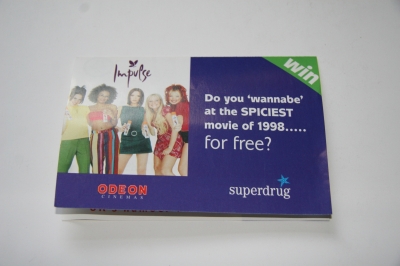 Impulse
win
Do you 'wannabe'
at the SPICIEST
movie of 1998.....
for free?
ODEON
CINEMAS
superdrug